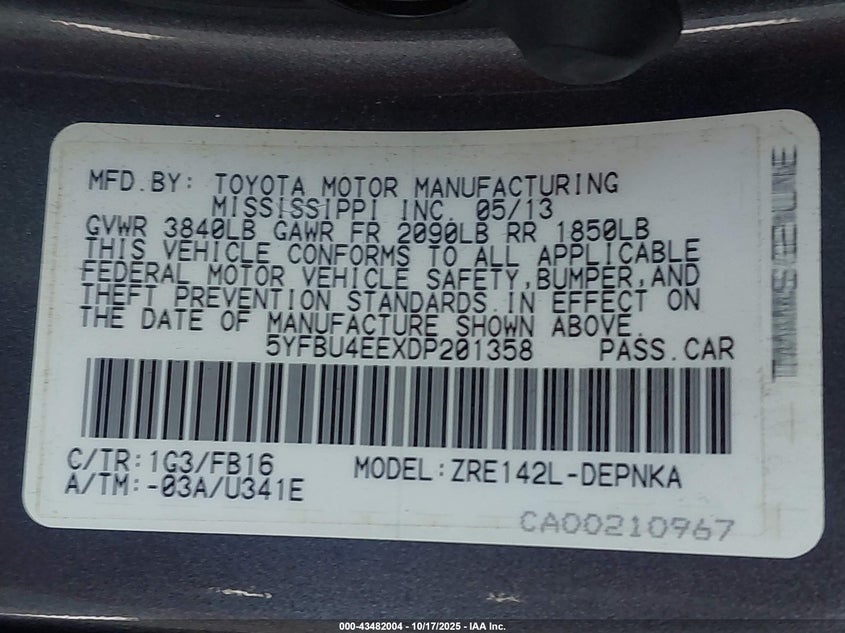 MFD.BY: TOYOTA MOTOR MANUFACTURING
MISSISSIPPI INC. 05/13
GVWR 3840LB GAWR FR 2090LB RR 1850LB
THIS VEHICLE CONFORMS TO ALL APPLICABLE
FEDERAL MOTOR VEHICLE SAFETY,BUMPER,AND
THEFT PREVENTION STANDARDS IN EFFECT ON
THE DATE OF MANUFACTURE SHOWN ABOVE.
5YFBU4EEXDP201358 PASS.CAR
C/TR:1G3/FB16 MODEL:ZRE142L-DEPNKA
A/TM:-03A/U341E
CA00210967
000-43482004 - 10/17/2025 - IAA Inc.